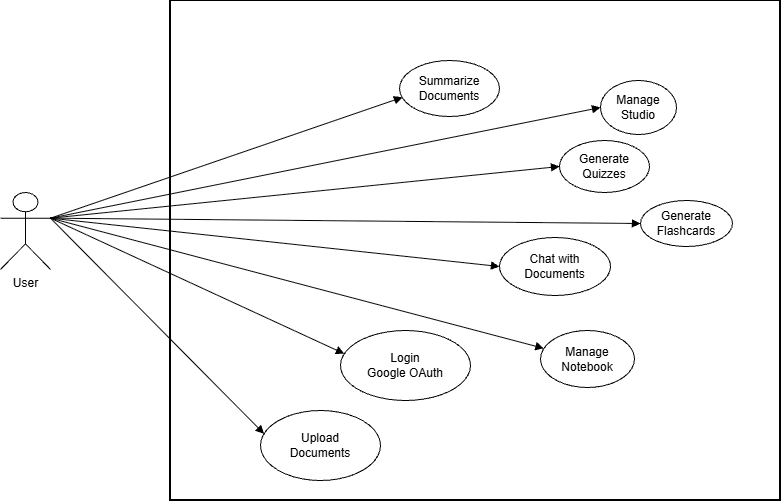 Summarize
Documents
Manage
Studio
Generate
Quizzes
Generate
Flashcards
Chat with
Documents
User
Login
Google OAuth
Manage
Notebook
Upload
Documents